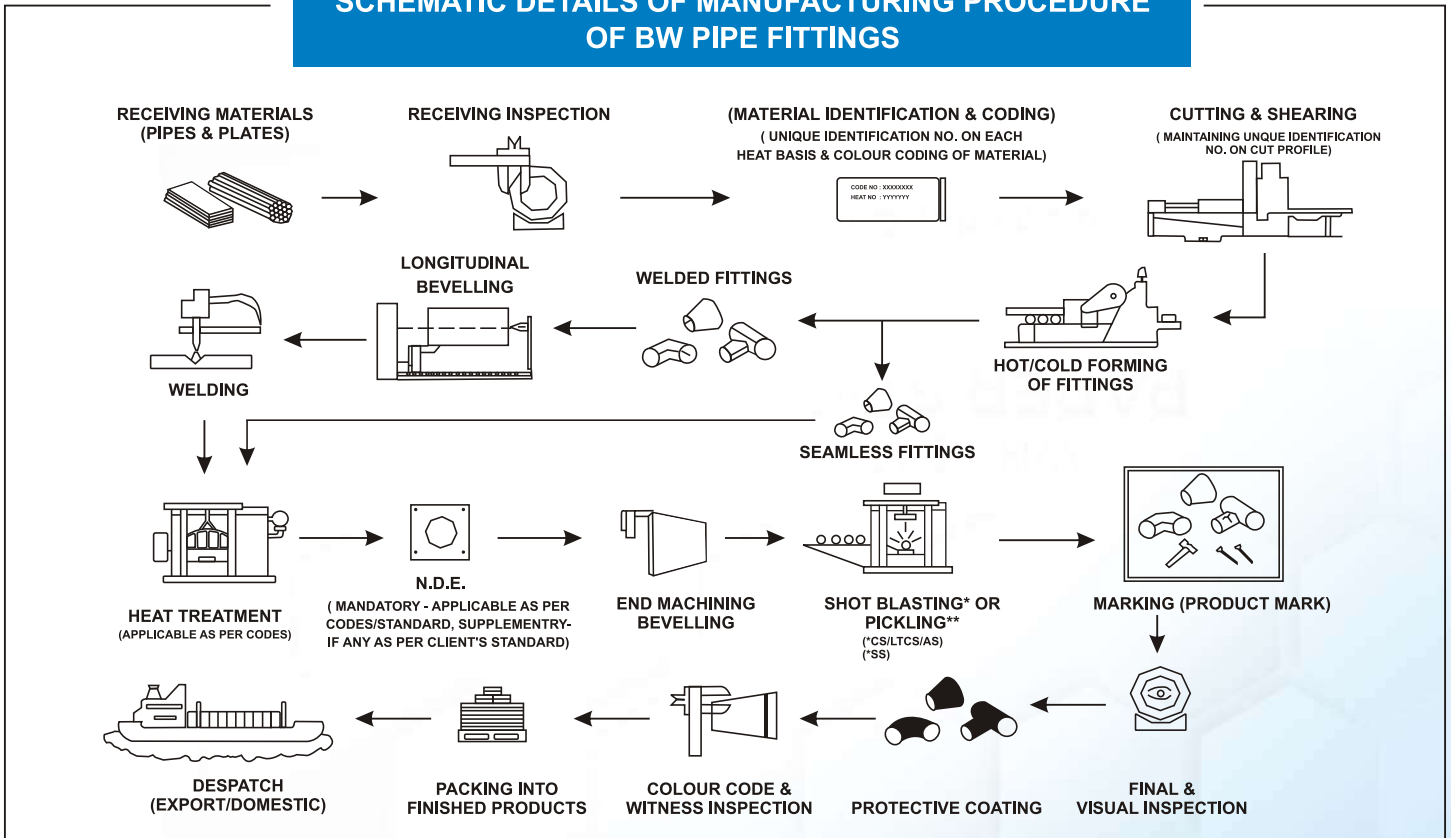 SCHEMATIC DETAILS OF MANUFACTURING PROCEDURE
OF BW PIPE FITTINGS
RECEIVING MATERIALS
(PIPES & PLATES)
RECEIVING INSPECTION
(MATERIAL IDENTIFICATION & CODING)
( UNIQUE IDENTIFICATION NO. ON EACH
HEAT BASIS & COLOUR CODING OF MATERIAL)
CODE NO : XXXXXXXX
HEAT NO : YYYYYYY
CUTTING & SHEARING
( MAINTAINING UNQUE IDENTIFICATION
NO. ON CUT PROFILE)
WELDING
LONGITUDINAL
BEVELLING
WELDED FITTINGS
HOT/COLD FORMING
OF FITTINGS
SEAMLESS FITTINGS
HEAT TREATMENT
(APPLICABLE AS PER CODES)
N.D.E.
( MANDATORY - APPLICABLE AS PER
CODES/STANDARD, SUPPLEMENTRY-
IF ANY AS PER CLIENT'S STANDARD)
END MACHINING
BEVELLING
SHOT BLASTING* OR
PICKLING**
(*CS/LTCS/AS)
(*SS)
MARKING (PRODUCT MARK)
DESPATCH
(EXPORT/DOMESTIC)
PACKING INTO
FINISHED PRODUCTS
COLOUR CODE &
WITNESS INSPECTION
PROTECTIVE COATING
FINAL &
VISUAL INSPECTION